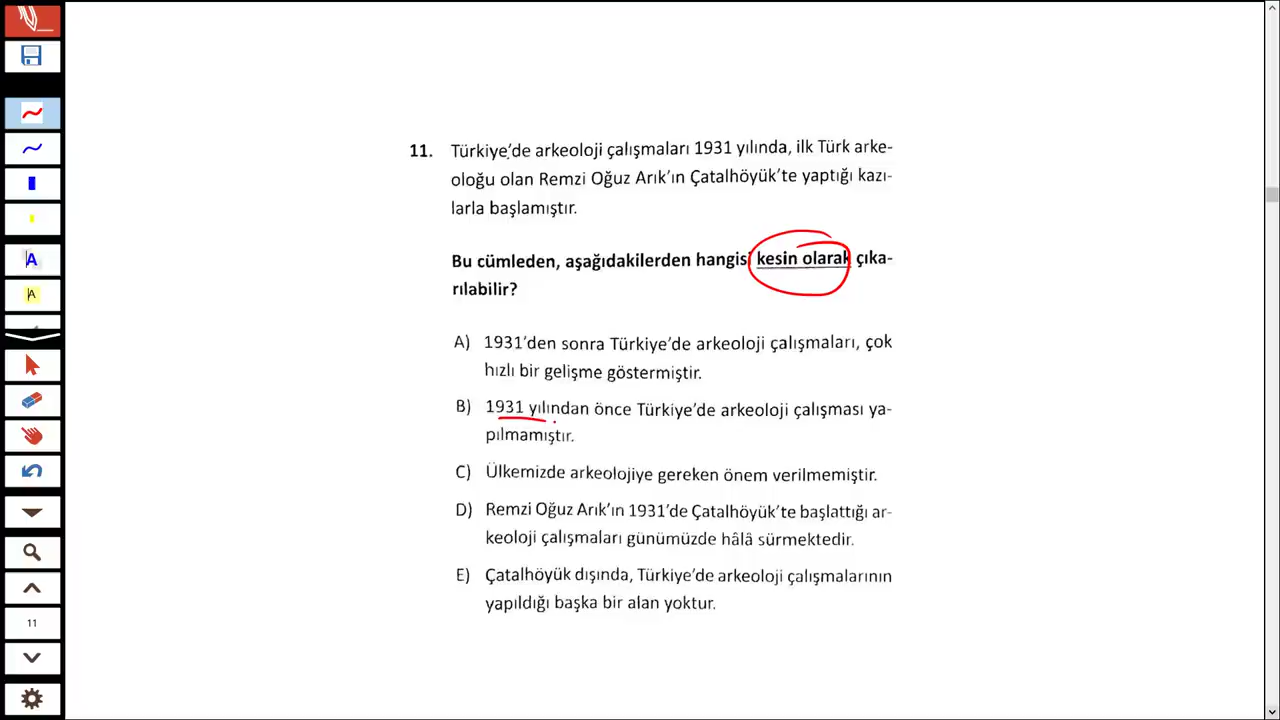 11. Türkiye'de arkeoloji çalışmaları 1931 yılında, ilk Türk arke-
oloğu olan Remzi Oğuz Arık'ın Çatalhöyük'te yaptığı kazı-
larla başlamıştır.
Bu cümleden, aşağıdakilerden hangisi kesin olarak çıka-
rılabilir?
A) 1931'den sonra Türkiye'de arkeoloji çalışmaları, çok
hızlı bir gelişme göstermiştir.
B) 1931 yılından önce Türkiye'de arkeoloji çalışması ya-
pılmamıştır.
C) Ülkemizde arkeolojiye gereken önem verilmemiştir.
D) Remzi Oğuz Arık'ın 1931'de Çatalhöyük'te başlattığı ar-
keoloji çalışmaları günümüzde hâlâ sürmektedir.
E) Çatalhöyük dışında, Türkiye'de arkeoloji çalışmalarının
yapıldığı başka bir alan yoktur.
A
A
11